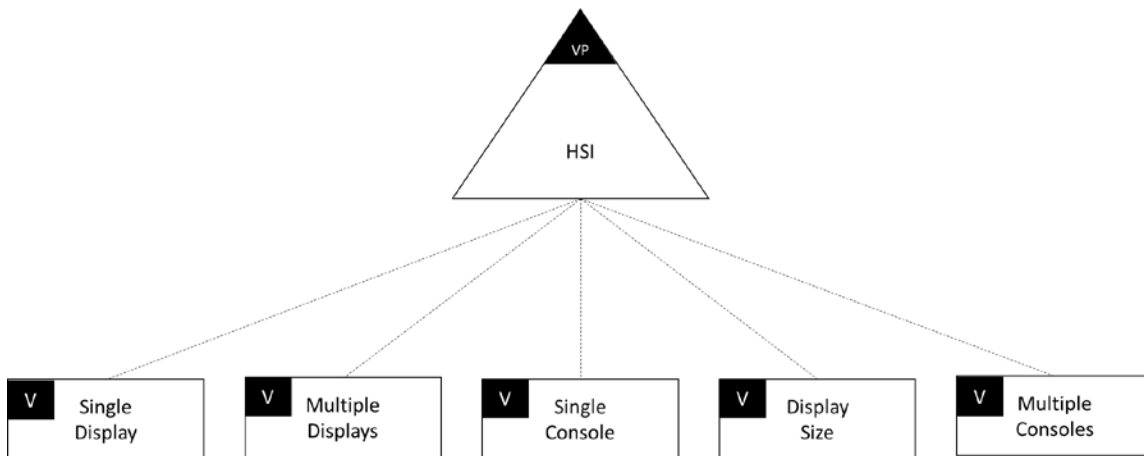 VP
HSI
V
Single
Display
V
Multiple
Displays
V
Single
Console
V
Display
Size
V
Multiple
Consoles